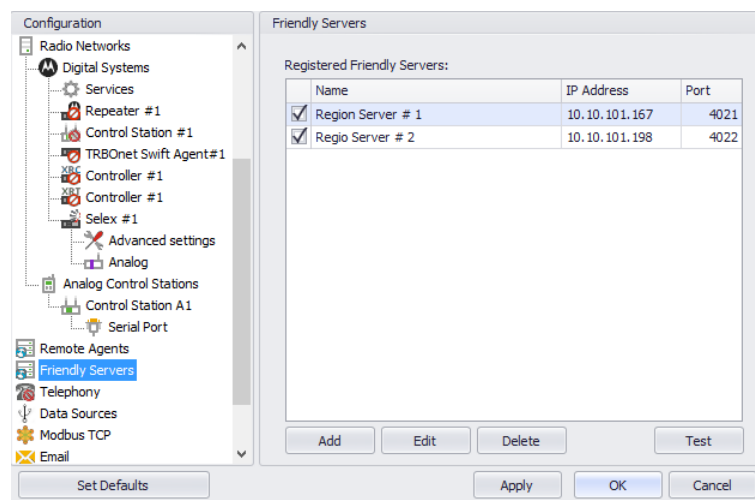 Configuration
Radio Networks
Digital Systems
Services
Repeater #1
Control Station #1
TRBOnet Swift Agent#1
XRC
Controller #1
XRT
Controller #1
Selex #1
Advanced settings
Analog
Analog Control Stations
Control Station A1
Serial Port
Remote Agents
Friendly Servers
Telephony
Data Sources
Modbus TCP
Email
Set Defaults
Friendly Servers
Registered Friendly Servers:
Name IP Address Port
Region Server # 1 10.10.101.167 4021
Regio Server # 2 10.10.101.198 4022
Add Edit Delete Test
Apply OK Cancel